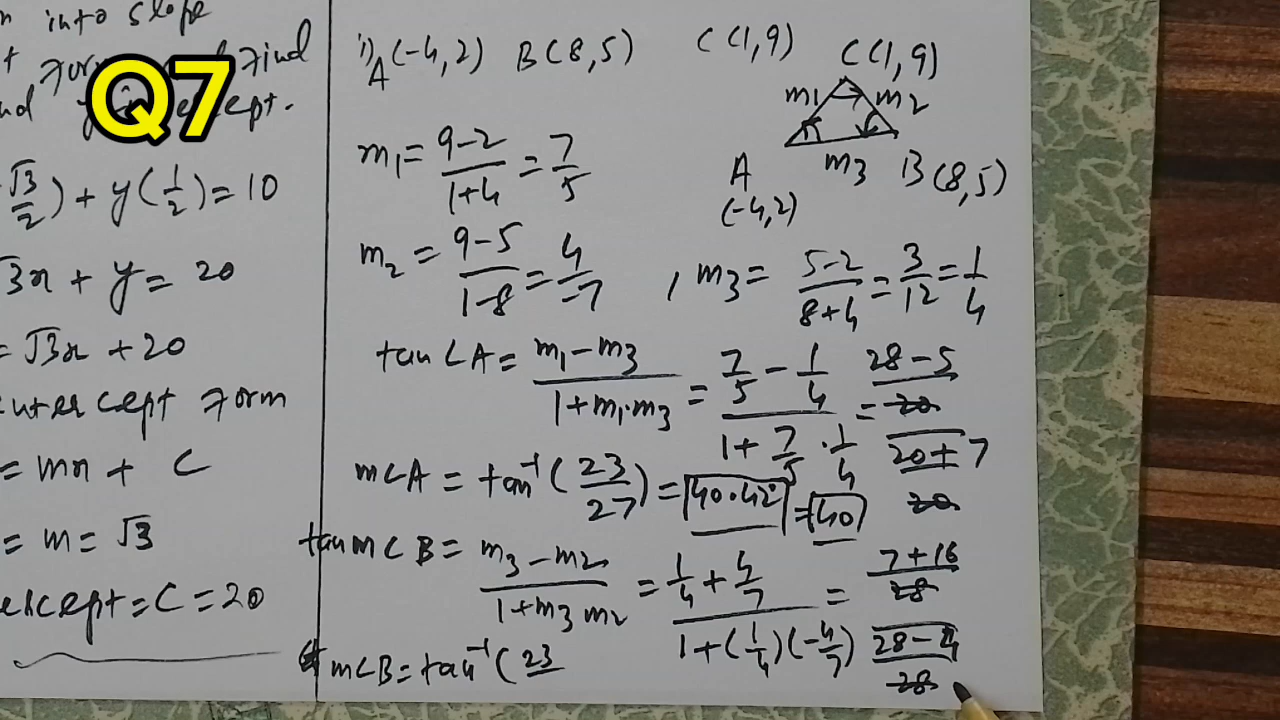 n into slope
t form and find
nd y in ercept.
Q7
√3/2) + y(1/2) = 10
√3x + y = 20
= √3x + 20
intercept form
= mx + C
= m = √3
ercept = C = 20
i) A(-4,2) B(8,5) C(1,9)
C(1,9)
m1 m2
A m3 B(8,5)
(-4,2)
m1 = 9-2/1+4 = 7/5
m2 = 9-5/1-8 = 4/-7 , m3 = 5-2/8+4 = 3/12 = 1/4
tan∠A = m1-m3/1+m1.m3 = 7/5 - 1/4 / 1+ 7/5 . 1/4 = 28-5/20 / 20+7/20
m∠A = tan⁻¹(23/27) = 40.42° = 40
tan m∠B = m3-m2/1+m3 m2 = 1/4 + 4/7 / 1+(1/4)(-4/7) = 7+16/28 / 28-4/28
m∠B = tan⁻¹(23